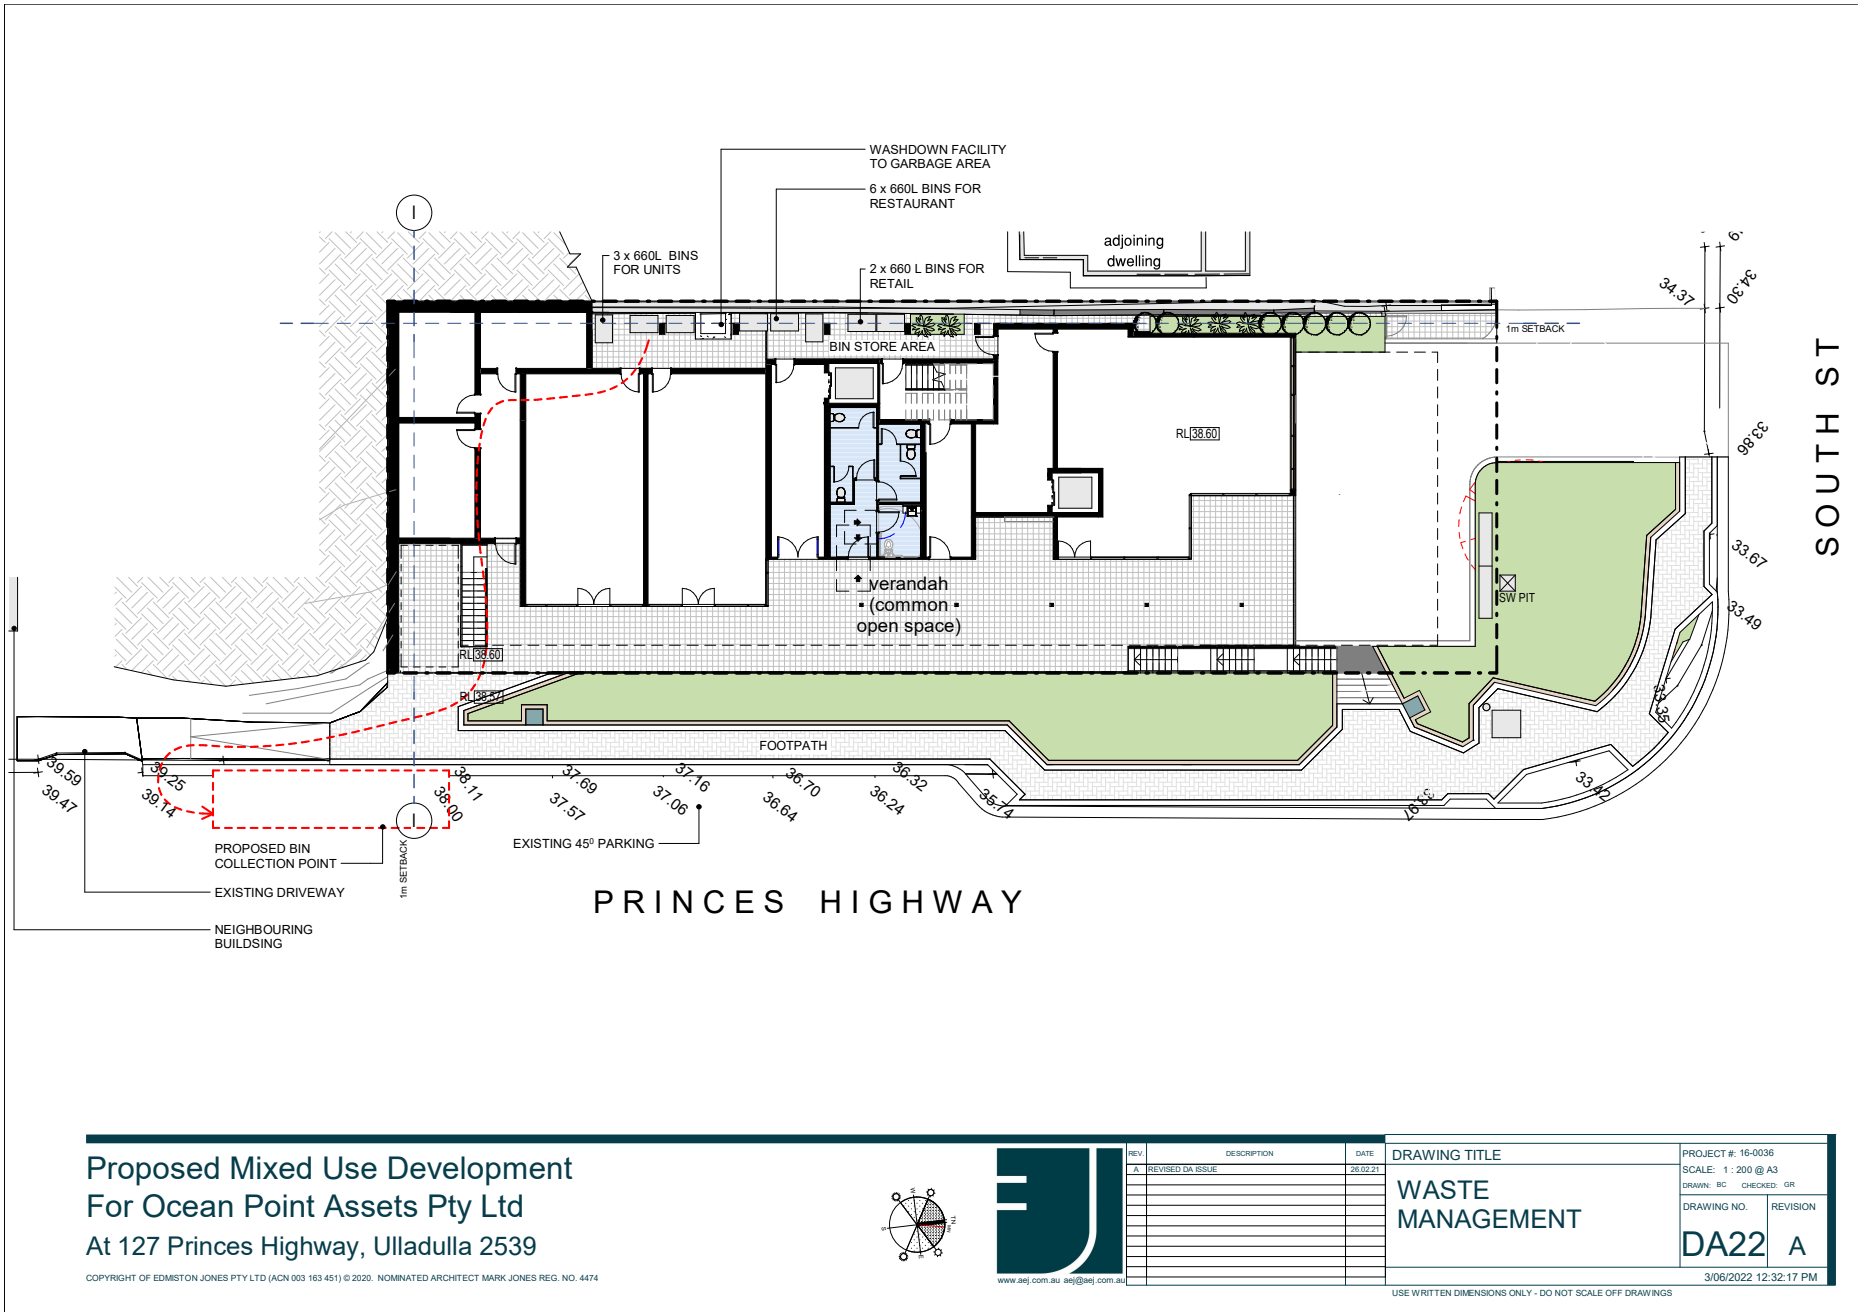 WASHDOWN FACILITY
TO GARBAGE AREA
6 x 660L BINS FOR
RESTAURANT
I
3 x 660L BINS
FOR UNITS
2 x 660 L BINS FOR
RETAIL
adjoining
dwelling
34.37
34.30
1m SETBACK
BIN STORE AREA
SOUTH ST
33.86
RL 38.60
33.67
SW PIT
33.49
verandah
(common
open space)
RL 38.60
RL 38.57
33.35
FOOTPATH
39.59
39.47
39.25
39.14
38.11
38.00
37.69
37.57
37.16
37.06
36.70
36.64
36.32
36.24
35.74
33.97
33.42
I
1m SETBACK
EXISTING 45⁰ PARKING
PROPOSED BIN
COLLECTION POINT
EXISTING DRIVEWAY
NEIGHBOURING
BUILDSING
PRINCES HIGHWAY
Proposed Mixed Use Development
For Ocean Point Assets Pty Ltd
At 127 Princes Highway, Ulladulla 2539
COPYRIGHT OF EDMISTON JONES PTY LTD (ACN 003 163 451) © 2020. NOMINATED ARCHITECT MARK JONES REG. NO. 4474
www.aej.com.au aej@aej.com.au
REV. DESCRIPTION DATE
A REVISED DA ISSUE 26.02.21
DRAWING TITLE
WASTE
MANAGEMENT
PROJECT #: 16-0036
SCALE: 1 : 200 @ A3
DRAWN: BC CHECKED: GR
DRAWING NO. REVISION
DA22 A
3/06/2022 12:32:17 PM
USE WRITTEN DIMENSIONS ONLY - DO NOT SCALE OFF DRAWINGS